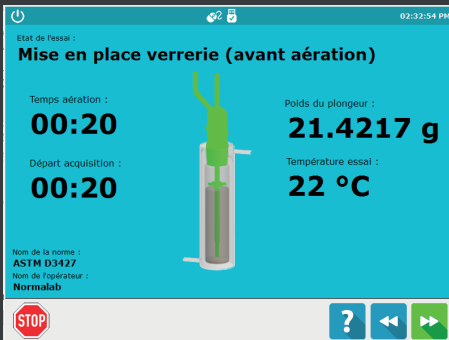 02:32:54 PM
Etat de l'essai :
Mise en place verrerie (avant aération)
Temps aération :
00:20
Poids du plongeur :
21.4217 g
Départ acquisition :
00:20
Température essai :
22 °C
Nom de la norme :
ASTM D3427
Nom de l'opérateur :
Normalab
STOP
?